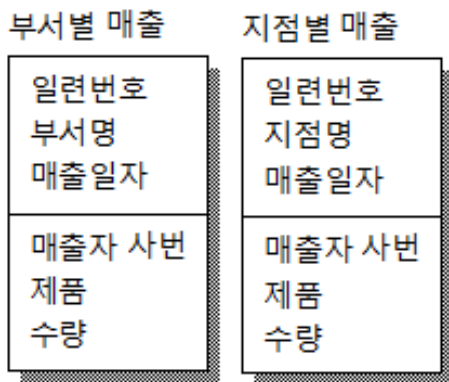 부서별 매출
일련번호
부서명
매출일자
매출자 사번
제품
수량
지점별 매출
일련번호
지점명
매출일자
매출자 사번
제품
수량